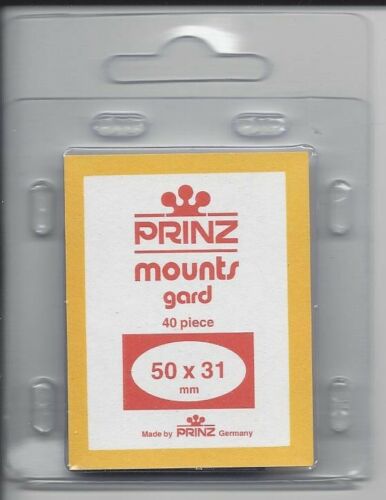 PRINZ
mounts
gard
40 piece
50 x 31
mm
Made by PRINZ Germany